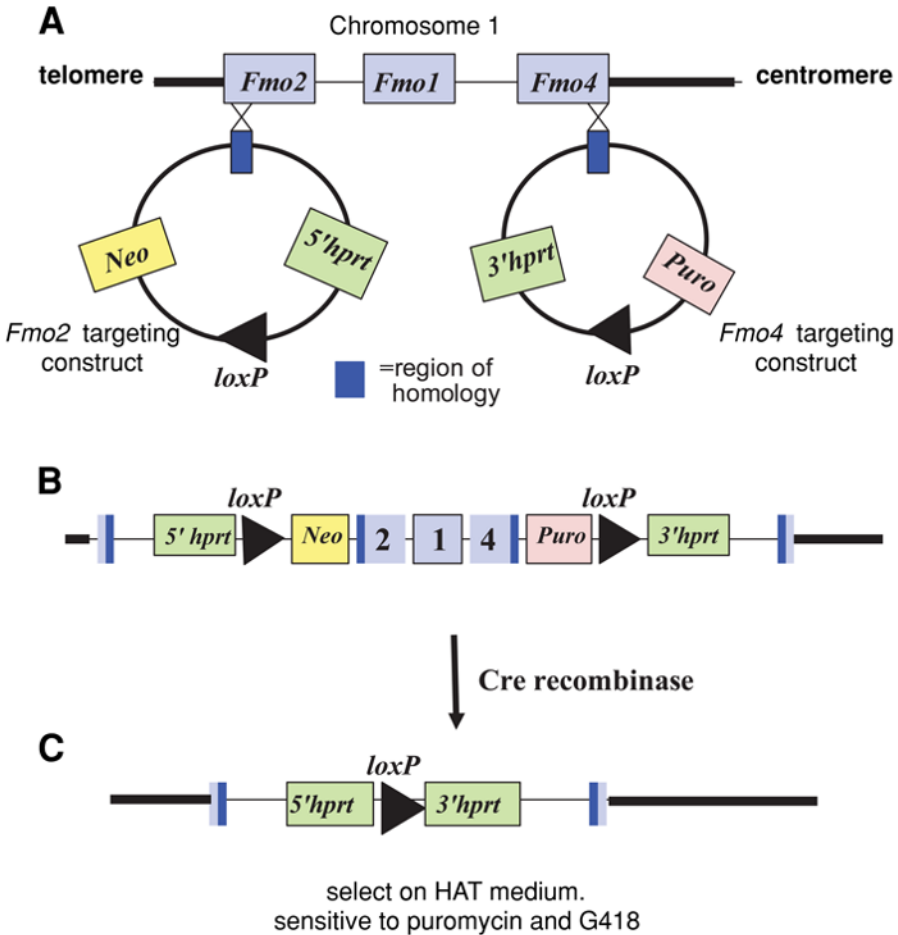 A
Chromosome 1
telomere
Fmo2
Fmo1
Fmo4
centromere
Neo
5'hprt
3'hprt
Puro
Fmo2 targeting
construct
loxP
=region of
homology
loxP
Fmo4 targeting
construct
B
loxP
loxP
5' hprt
Neo
2
1
4
Puro
3'hprt
Cre recombinase
C
loxP
5'hprt
3'hprt
select on HAT medium.
sensitive to puromycin and G418